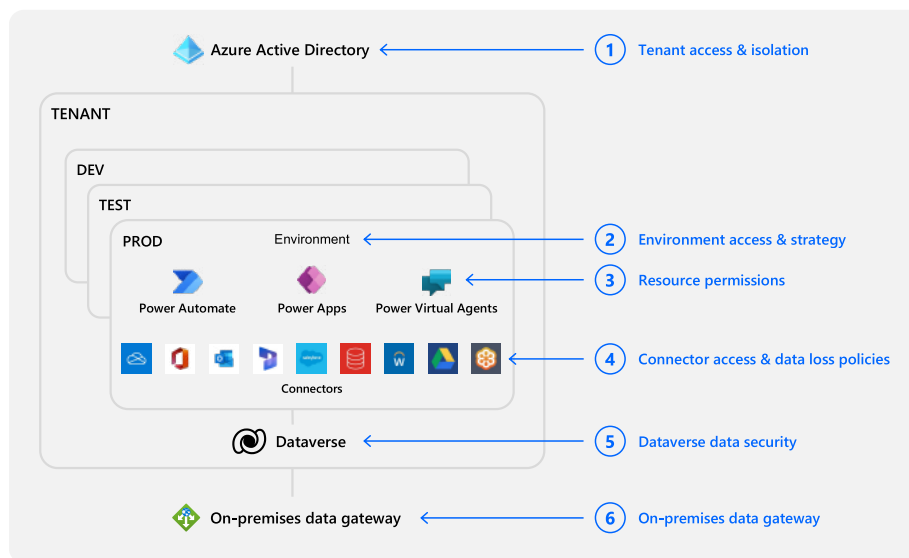 Azure Active Directory
1 Tenant access & isolation
TENANT
DEV
TEST
PROD
Environment
2 Environment access & strategy
3 Resource permissions
Power Automate
Power Apps
Power Virtual Agents
salesforce
W
4 Connector access & data loss policies
Connectors
Dataverse
5 Dataverse data security
On-premises data gateway
6 On-premises data gateway